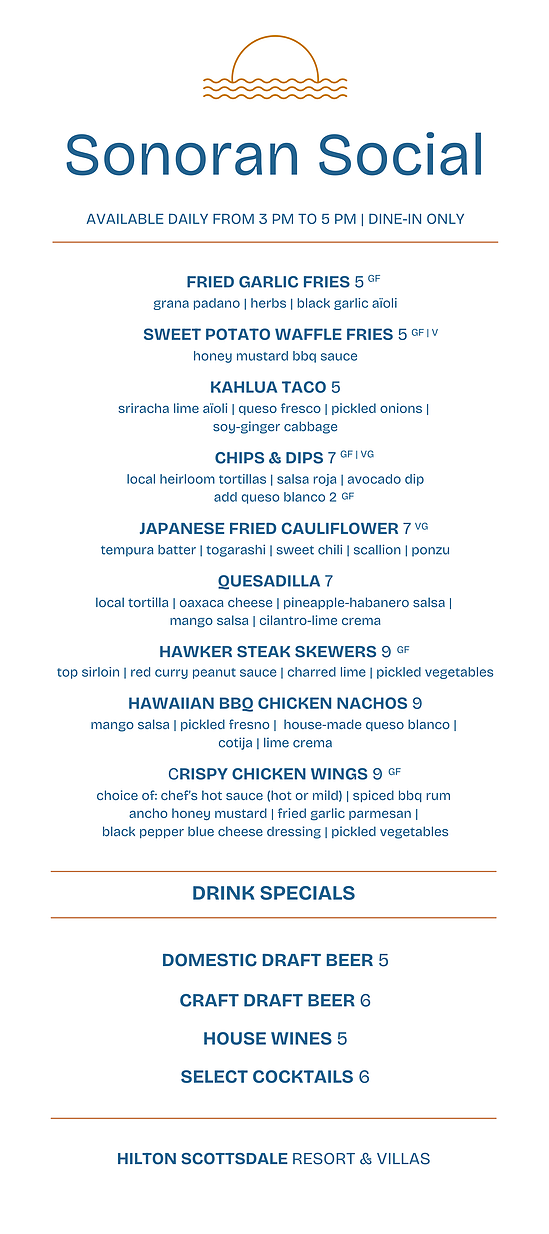 Sonoran Social
AVAILABLE DAILY FROM 3 PM TO 5 PM | DINE-IN ONLY
FRIED GARLIC FRIES 5 GF
grana padano | herbs | black garlic aïoli
SWEET POTATO WAFFLE FRIES 5 GF | V
honey mustard bbq sauce
KAHLUA TACO 5
sriracha lime aïoli | queso fresco | pickled onions |
soy-ginger cabbage
CHIPS & DIPS 7 GF | VG
local heirloom tortillas | salsa roja | avocado dip
add queso blanco 2 GF
JAPANESE FRIED CAULIFLOWER 7 VG
tempura batter | togarashi | sweet chili | scallion | ponzu
QUESADILLA 7
local tortilla | oaxaca cheese | pineapple-habanero salsa |
mango salsa | cilantro-lime crema
HAWKER STEAK SKEWERS 9 GF
top sirloin | red curry peanut sauce | charred lime | pickled vegetables
HAWAIIAN BBQ CHICKEN NACHOS 9
mango salsa | pickled fresno | house-made queso blanco |
cotija | lime crema
CRISPY CHICKEN WINGS 9 GF
choice of: chef's hot sauce (hot or mild) | spiced bbq rum
ancho honey mustard | fried garlic parmesan |
black pepper blue cheese dressing | pickled vegetables
DRINK SPECIALS
DOMESTIC DRAFT BEER 5
CRAFT DRAFT BEER 6
HOUSE WINES 5
SELECT COCKTAILS 6
HILTON SCOTTSDALE RESORT & VILLAS